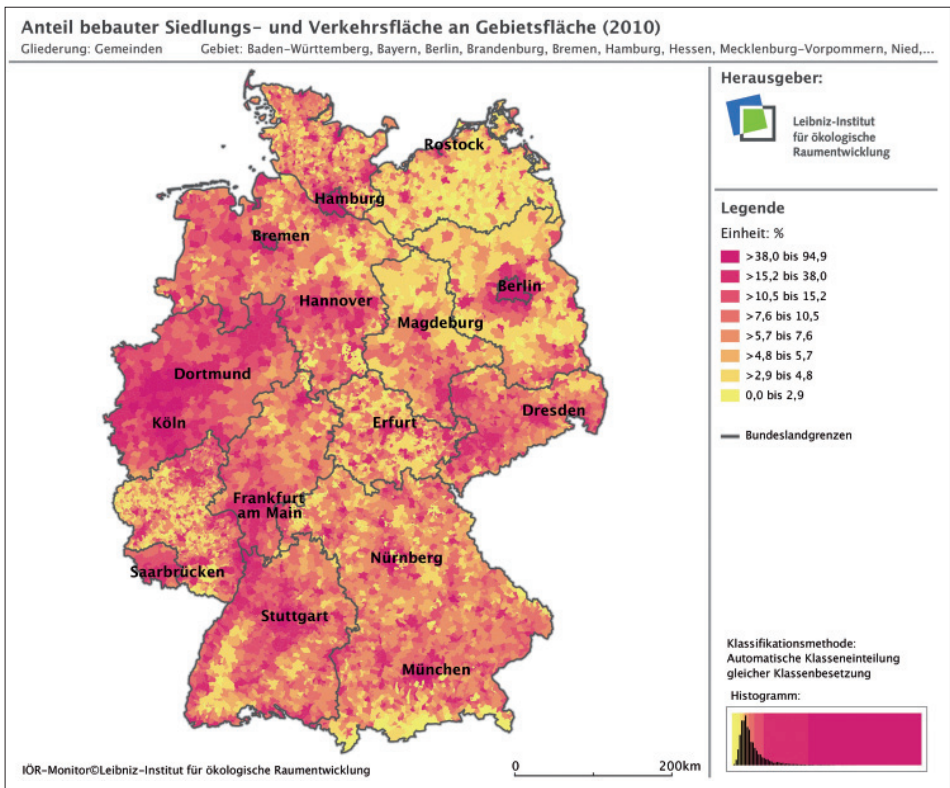 Anteil bebauter Siedlungs- und Verkehrsfläche an Gebietsfläche (2010)
Gliederung: Gemeinden Gebiet: Baden-Württemberg, Bayern, Berlin, Brandenburg, Bremen, Hamburg, Hessen, Mecklenburg-Vorpommern, Nied,...
Herausgeber:
Leibniz-Institut
für ökologische
Raumentwicklung
Legende
Einheit: %
>38,0 bis 94,9
>15,2 bis 38,0
>10,5 bis 15,2
>7,6 bis 10,5
>5,7 bis 7,6
>4,8 bis 5,7
>2,9 bis 4,8
0,0 bis 2,9
Bundeslandgrenzen
Rostock
Hamburg
Bremen
Berlin
Hannover
Magdeburg
Dortmund
Dresden
Köln
Erfurt
Frankfurt
am Main
Nürnberg
Saarbrücken
Stuttgart
München
Klassifikationsmethode:
Automatische Klasseneinteilung
gleicher Klassenbesetzung
Histogramm:
IÖR-Monitor©Leibniz-Institut für ökologische Raumentwicklung
0 200km